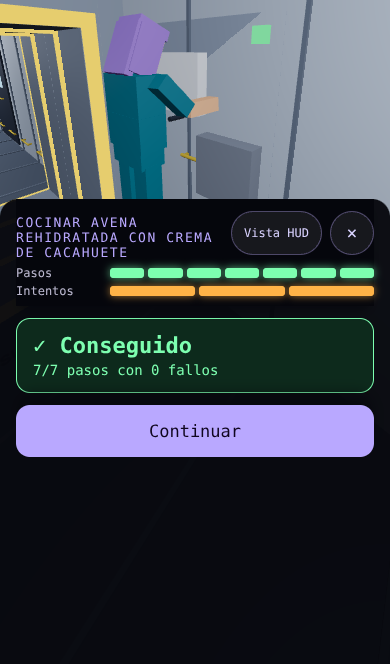 COCINAR AVENA
REHIDRATADA CON CREMA
DE CACAHUETE
Vista HUD
×
Pasos
Intentos
✓ Conseguido
7/7 pasos con 0 fallos
Continuar